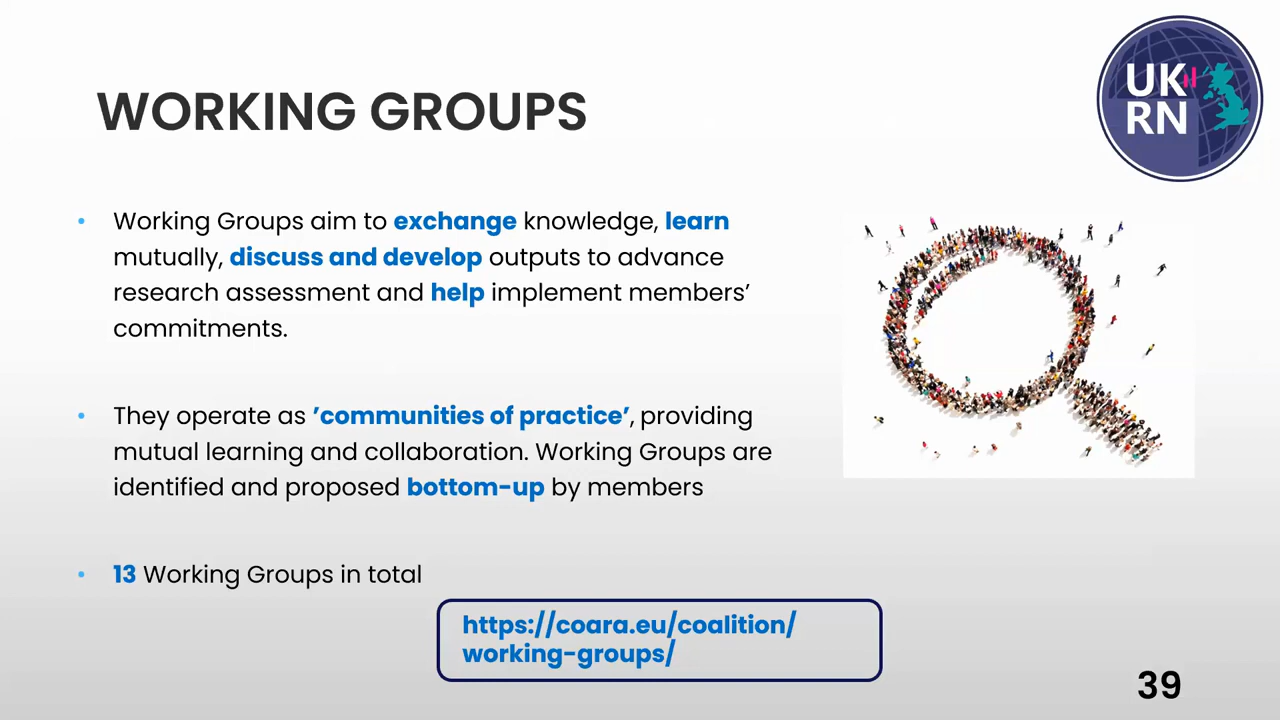 WORKING GROUPS
UK
RN
• Working Groups aim to exchange knowledge, learn
mutually, discuss and develop outputs to advance
research assessment and help implement members’
commitments.
• They operate as ’communities of practice’, providing
mutual learning and collaboration. Working Groups are
identified and proposed bottom-up by members
• 13 Working Groups in total
https://coara.eu/coalition/
working-groups/
39